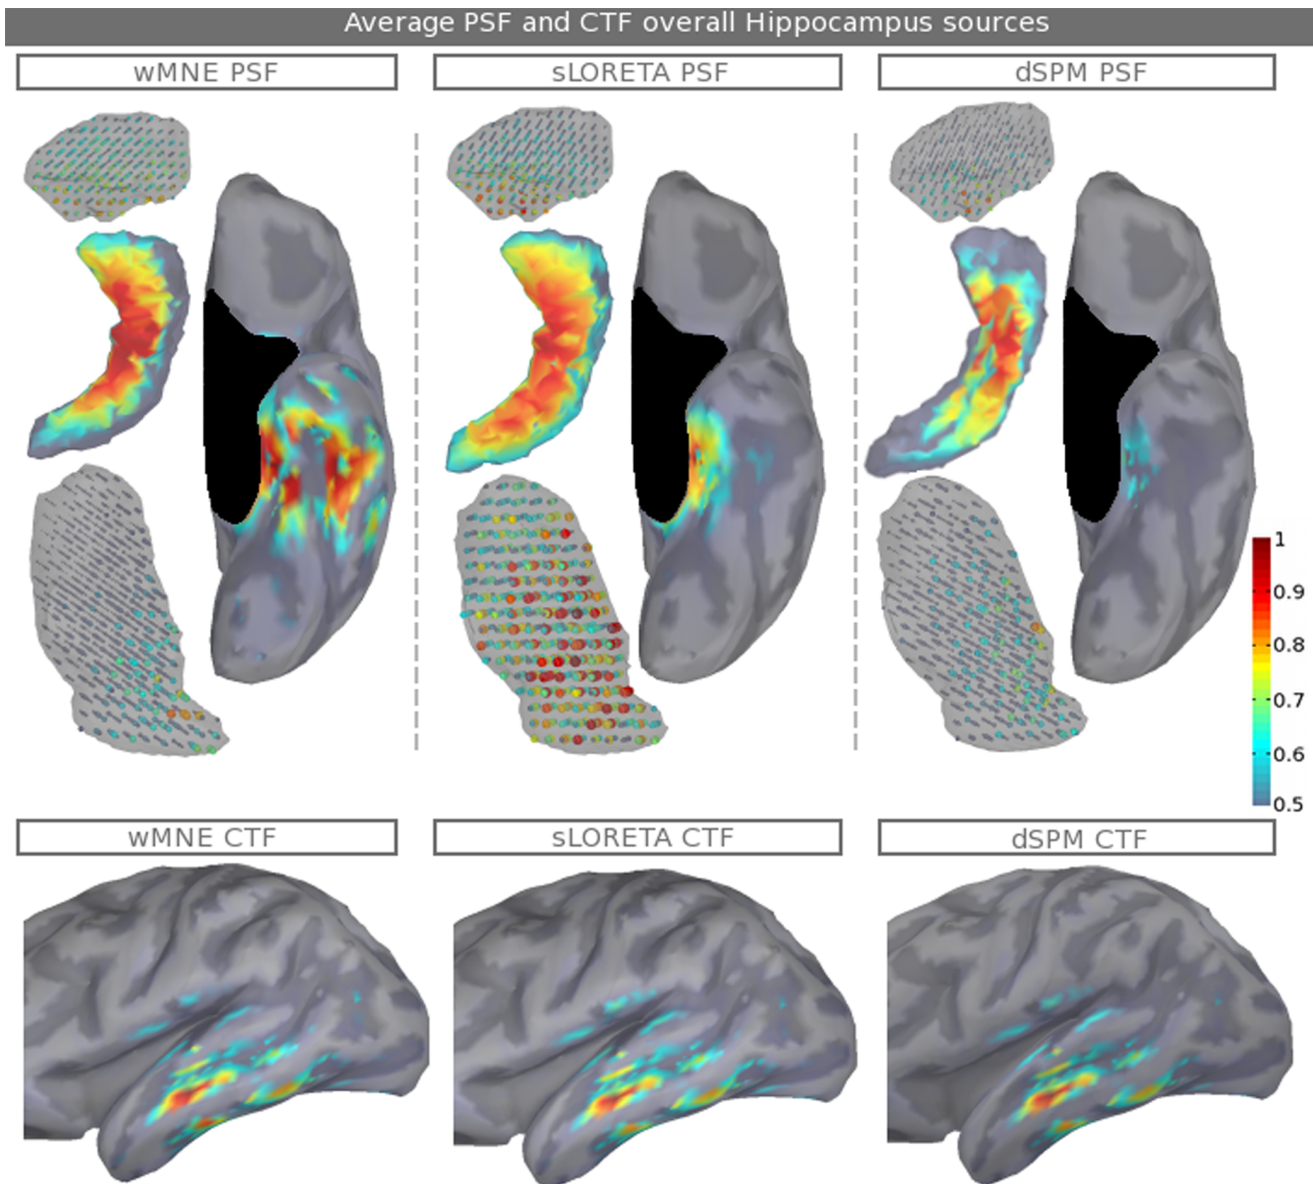 Average PSF and CTF overall Hippocampus sources
wMNE PSF
sLORETA PSF
dSPM PSF
1
0.9
0.8
0.7
0.6
0.5
wMNE CTF
sLORETA CTF
dSPM CTF